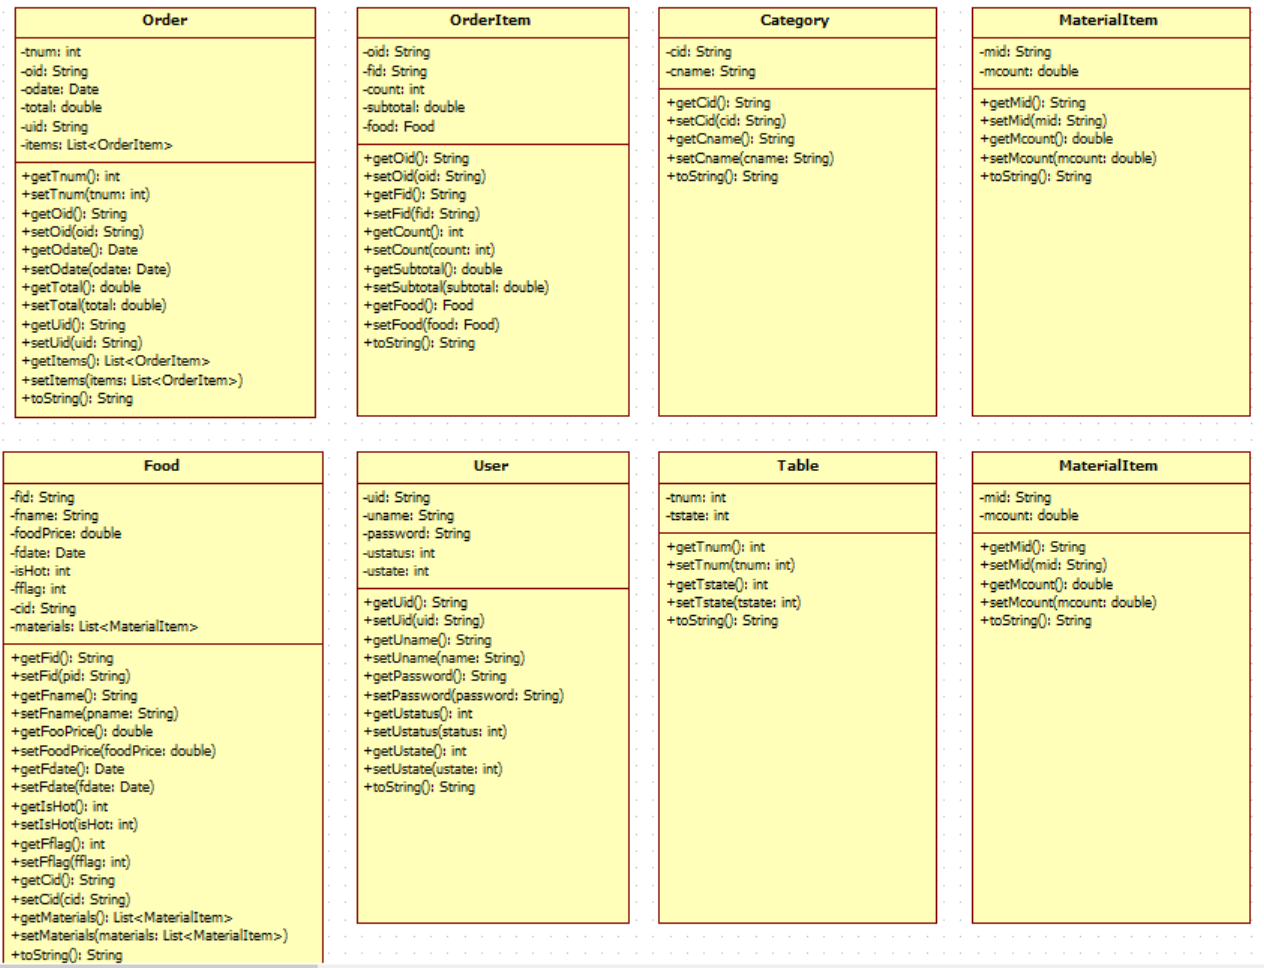 Order
-tnum: int
-oid: String
-odate: Date
-total: double
-uid: String
-items: List<OrderItem>
+getTnum(): int
+setTnum(tnum: int)
+getOid(): String
+setOid(oid: String)
+getOdate(): Date
+setOdate(odate: Date)
+getTotal(): double
+setTotal(total: double)
+getUid(): String
+setUid(uid: String)
+getItems(): List<OrderItem>
+setItems(items: List<OrderItem>)
+toString(): String
OrderItem
-oid: String
-fid: String
-count: int
-subtotal: double
-food: Food
+getOid(): String
+setOid(oid: String)
+getFid(): String
+setFid(fid: String)
+getCount(): int
+setCount(count: int)
+getSubtotal(): double
+setSubtotal(subtotal: double)
+getFood(): Food
+setFood(food: Food)
+toString(): String
Category
-cid: String
-cname: String
+getCid(): String
+setCid(cid: String)
+getCname(): String
+setCname(cname: String)
+toString(): String
MaterialItem
-mid: String
-mcount: double
+getMid(): String
+setMid(mid: String)
+getMcount(): double
+setMcount(mcount: double)
+toString(): String
Food
-fid: String
-fname: String
-foodPrice: double
-fdate: Date
-isHot: int
-fflag: int
-cid: String
-materials: List<MaterialItem>
+getFid(): String
+setFid(pid: String)
+getFname(): String
+setFname(pname: String)
+getFooPrice(): double
+setFoodPrice(foodPrice: double)
+getFdate(): Date
+setFdate(fdate: Date)
+getIsHot(): int
+setIsHot(isHot: int)
+getFflag(): int
+setFflag(fflag: int)
+getCid(): String
+setCid(cid: String)
+getMaterials(): List<MaterialItem>
+setMaterials(materials: List<MaterialItem>)
+toString(): String
User
-uid: String
-uname: String
-password: String
-ustatus: int
-ustate: int
+getUid(): String
+setUid(uid: String)
+getUname(): String
+setUname(name: String)
+getPassword(): String
+setPassword(password: String)
+getUstatus(): int
+setUstatus(status: int)
+getUstate(): int
+setUstate(ustate: int)
+toString(): String
Table
-tnum: int
-tstate: int
+getTnum(): int
+setTnum(tnum: int)
+getTstate(): int
+setTstate(tstate: int)
+toString(): String
MaterialItem
-mid: String
-mcount: double
+getMid(): String
+setMid(mid: String)
+getMcount(): double
+setMcount(mcount: double)
+toString(): String